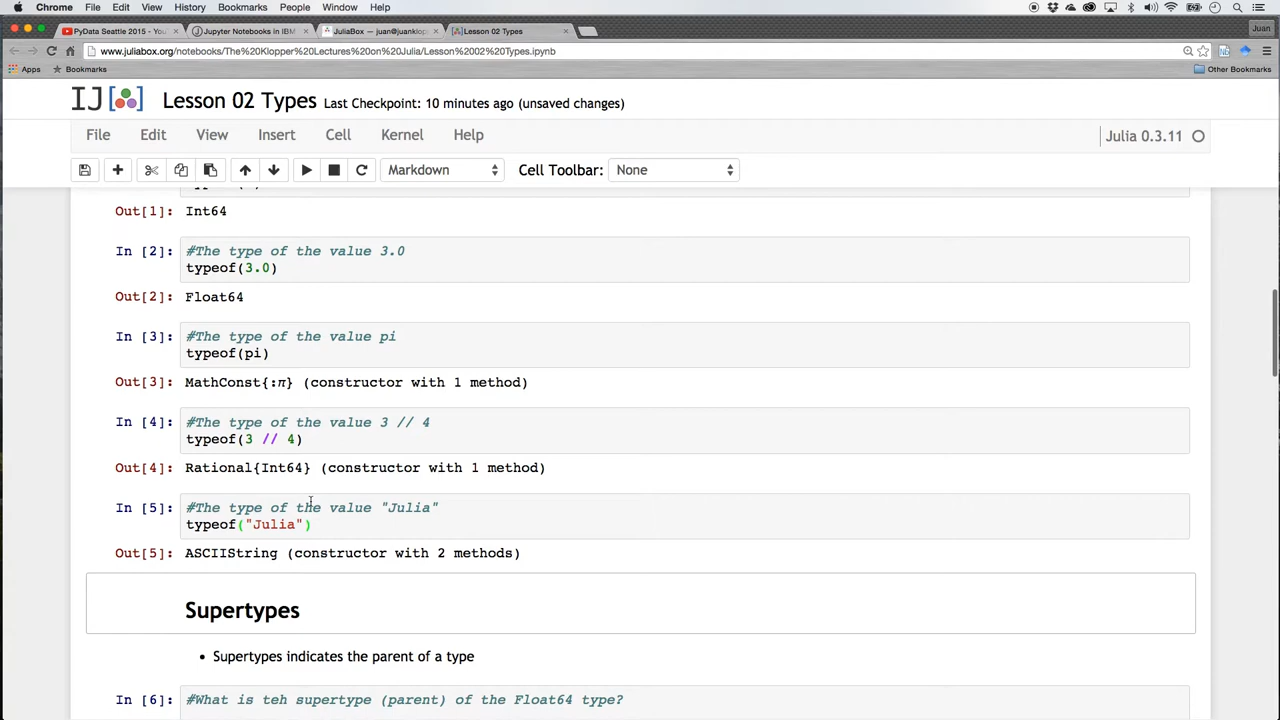 Chrome File Edit View History Bookmarks People Window Help
PyData Seattle 2015 - Yo
Jupyter Notebooks in IBM
JuliaBox — juan@juanklop
Lesson 02 Types
Juan
www.juliabox.org/notebooks/The%20Klopper%20Lectures%20on%20Julia/Lesson%2002%20Types.ipynb
Apps Bookmarks Other Bookmarks
IJ Lesson 02 Types Last Checkpoint: 10 minutes ago (unsaved changes)
File Edit View Insert Cell Kernel Help Julia 0.3.11
Markdown Cell Toolbar: None
Out[1]: Int64
In [2]: #The type of the value 3.0
typeof(3.0)
Out[2]: Float64
In [3]: #The type of the value pi
typeof(pi)
Out[3]: MathConst{:π} (constructor with 1 method)
In [4]: #The type of the value 3 // 4
typeof(3 // 4)
Out[4]: Rational{Int64} (constructor with 1 method)
In [5]: #The type of the value "Julia"
typeof("Julia")
Out[5]: ASCIIString (constructor with 2 methods)
Supertypes
• Supertypes indicates the parent of a type
In [6]: #What is teh supertype (parent) of the Float64 type?